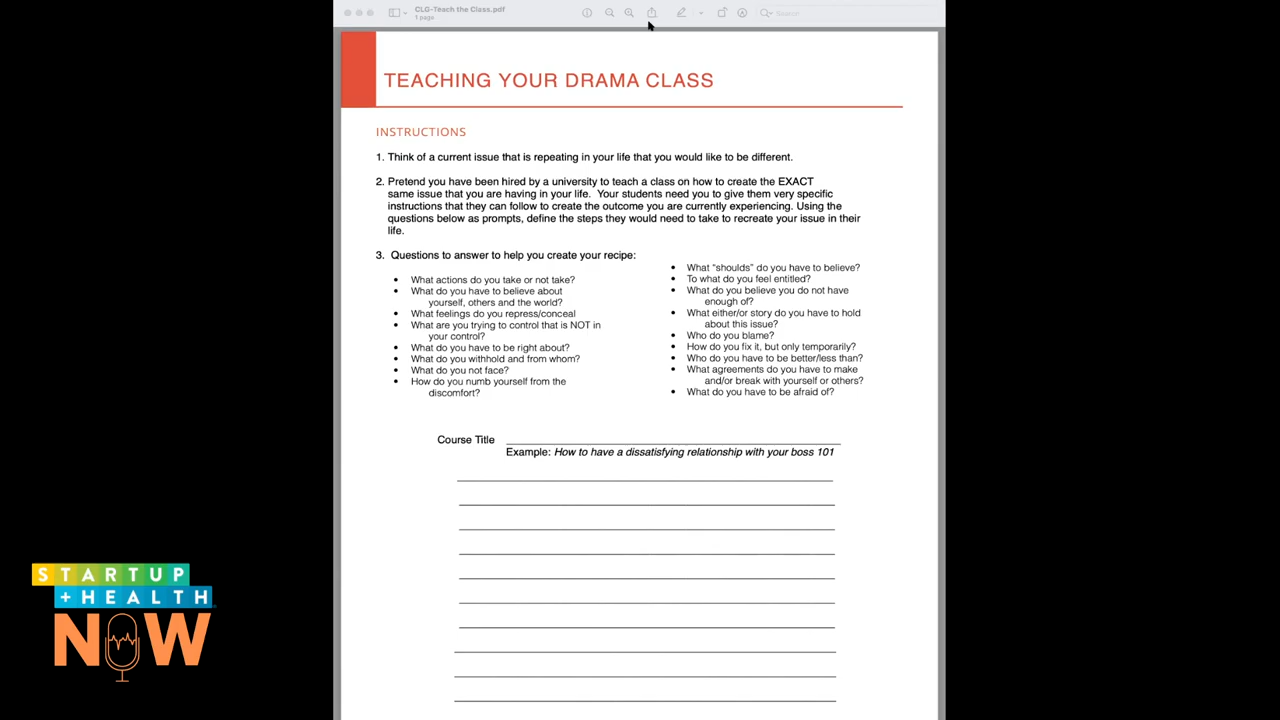 CLG-Teach the Class.pdf
1 page
Search
TEACHING YOUR DRAMA CLASS
INSTRUCTIONS
1. Think of a current issue that is repeating in your life that you would like to be different.
2. Pretend you have been hired by a university to teach a class on how to create the EXACT
same issue that you are having in your life. Your students need you to give them very specific
instructions that they can follow to create the outcome you are currently experiencing. Using the
questions below as prompts, define the steps they would need to take to recreate your issue in their
life.
3. Questions to answer to help you create your recipe:
• What actions do you take or not take?
• What do you have to believe about
yourself, others and the world?
• What feelings do you repress/conceal
• What are you trying to control that is NOT in
your control?
• What do you have to be right about?
• What do you withhold and from whom?
• What do you not face?
• How do you numb yourself from the
discomfort?
• What “shoulds” do you have to believe?
• To what do you feel entitled?
• What do you believe you do not have
enough of?
• What either/or story do you have to hold
about this issue?
• Who do you blame?
• How do you fix it, but only temporarily?
• Who do you have to be better/less than?
• What agreements do you have to make
and/or break with yourself or others?
• What do you have to be afraid of?
Course Title
Example: How to have a dissatisfying relationship with your boss 101
STARTUP
+HEALTH
NOW